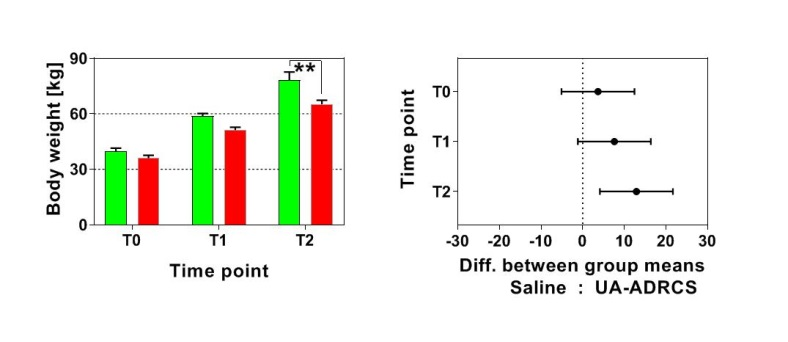 90
60
30
0
Body weight [kg]
**
T0 T1 T2
Time point
Time point
T0
T1
T2
-30 -20 -10 0 10 20 30
Diff. between group means
Saline : UA-ADRCS